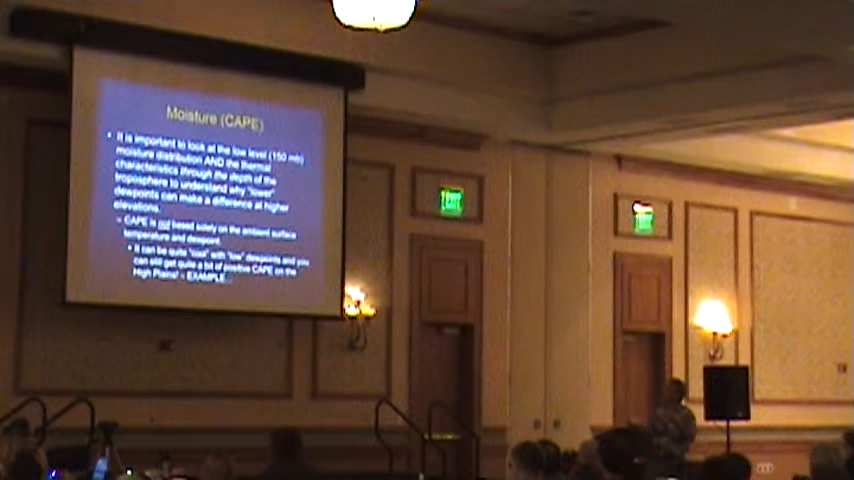 Moisture (CAPE)
• It is important to look at the low level (150 mb)
moisture distribution AND the thermal
characteristics through the depth of the
troposphere to understand why "lower"
dewpoints can make a difference at higher
elevations.
– CAPE is not based solely on the ambient surface
temperature and dewpoint.
• It can be quite "cool" with "low" dewpoints and you
can still get quite a bit of positive CAPE on the
High Plains! – EXAMPLE
EXIT
EXIT